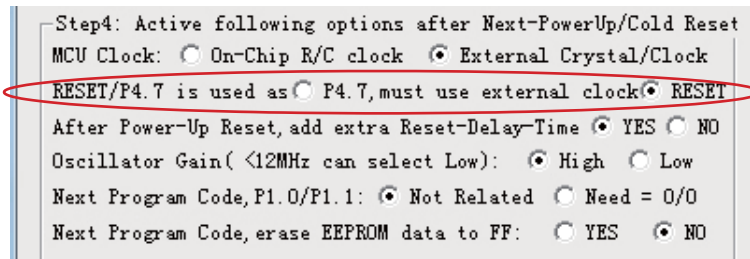 Step4: Active following options after Next-PowerUp/Cold Reset
MCU Clock: On-Chip R/C clock External Crystal/Clock
RESET/P4.7 is used as P4.7,must use external clock RESET
After Power-Up Reset,add extra Reset-Delay-Time YES NO
Oscillator Gain( <12MHz can select Low): High Low
Next Program Code,P1.0/P1.1: Not Related Need = 0/0
Next Program Code,erase EEPROM data to FF: YES NO